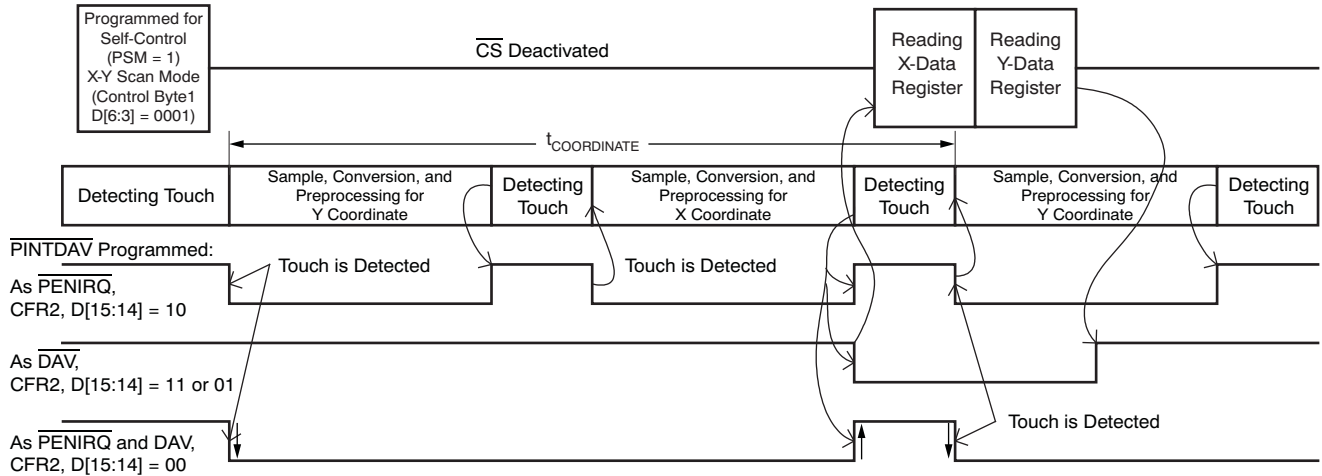 Programmed for
Self-Control
(PSM = 1)
X-Y Scan Mode
(Control Byte1
D[6:3] = 0001)
CS Deactivated
Reading
X-Data
Register
Reading
Y-Data
Register
tCOORDINATE
Detecting Touch
Sample, Conversion, and
Preprocessing for
Y Coordinate
Detecting
Touch
Sample, Conversion, and
Preprocessing for
X Coordinate
Detecting
Touch
Sample, Conversion, and
Preprocessing for
Y Coordinate
Detecting
Touch
PINTDAV Programmed:
As PENIRQ,
CFR2, D[15:14] = 10
Touch is Detected
Touch is Detected
As DAV,
CFR2, D[15:14] = 11 or 01
As PENIRQ and DAV,
CFR2, D[15:14] = 00
Touch is Detected